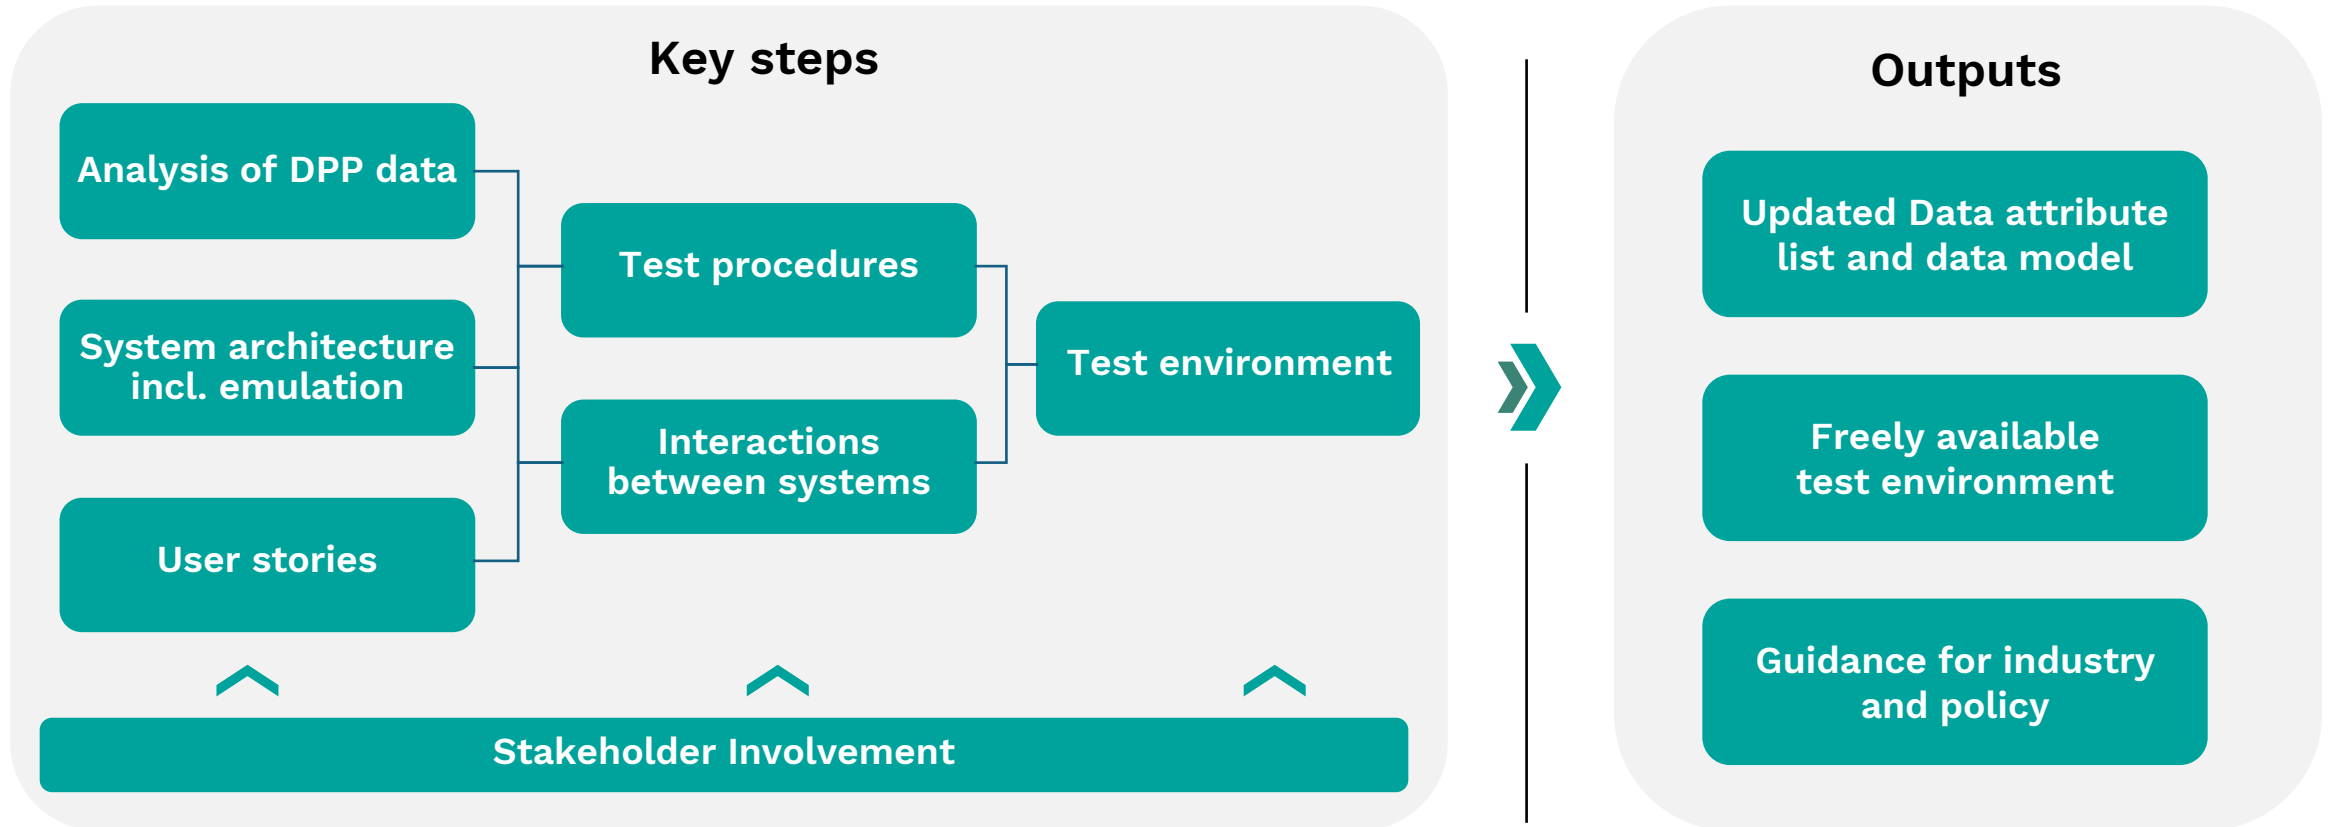 Key steps
Analysis of DPP data
System architecture
incl. emulation
User stories
Test procedures
Interactions
between systems
Test environment
Stakeholder Involvement
Outputs
Updated Data attribute
list and data model
Freely available
test environment
Guidance for industry
and policy